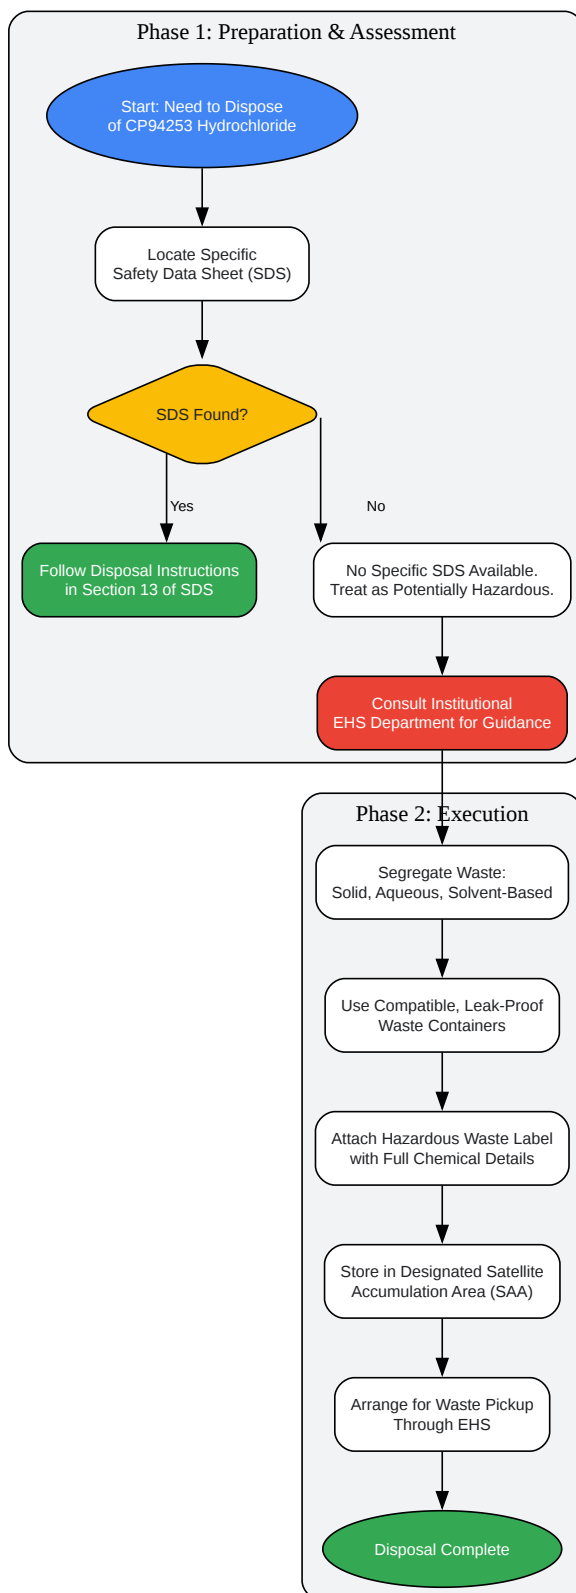 Phase 1: Preparation & Assessment
Start: Need to Dispose
of CP94253 Hydrochloride
Locate Specific
Safety Data Sheet (SDS)
SDS Found?
Yes
No
Follow Disposal Instructions
in Section 13 of SDS
No Specific SDS Available.
Treat as Potentially Hazardous.
Consult Institutional
EHS Department for Guidance
Phase 2: Execution
Segregate Waste:
Solid, Aqueous, Solvent-Based
Use Compatible, Leak-Proof
Waste Containers
Attach Hazardous Waste Label
with Full Chemical Details
Store in Designated Satellite
Accumulation Area (SAA)
Arrange for Waste Pickup
Through EHS
Disposal Complete